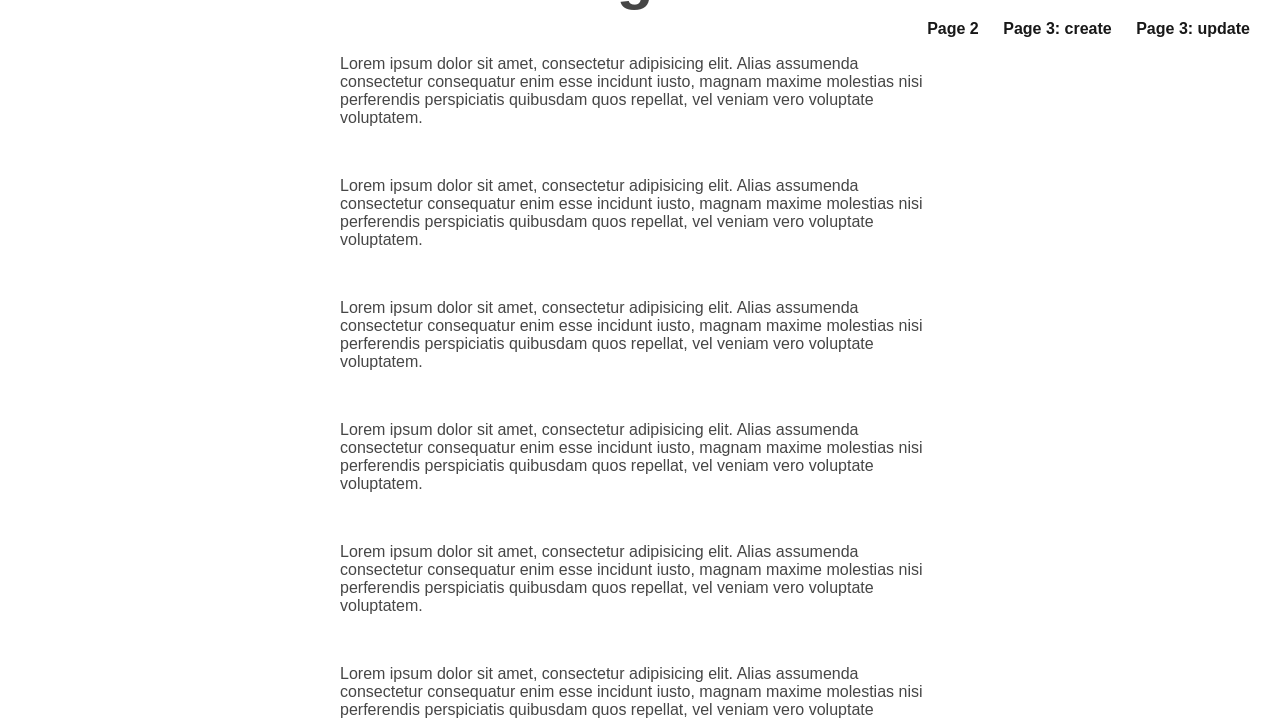 Page 2 Page 3: create Page 3: update
Lorem ipsum dolor sit amet, consectetur adipisicing elit. Alias assumenda
consectetur consequatur enim esse incidunt iusto, magnam maxime molestias nisi
perferendis perspiciatis quibusdam quos repellat, vel veniam vero voluptate
voluptatem.
Lorem ipsum dolor sit amet, consectetur adipisicing elit. Alias assumenda
consectetur consequatur enim esse incidunt iusto, magnam maxime molestias nisi
perferendis perspiciatis quibusdam quos repellat, vel veniam vero voluptate
voluptatem.
Lorem ipsum dolor sit amet, consectetur adipisicing elit. Alias assumenda
consectetur consequatur enim esse incidunt iusto, magnam maxime molestias nisi
perferendis perspiciatis quibusdam quos repellat, vel veniam vero voluptate
voluptatem.
Lorem ipsum dolor sit amet, consectetur adipisicing elit. Alias assumenda
consectetur consequatur enim esse incidunt iusto, magnam maxime molestias nisi
perferendis perspiciatis quibusdam quos repellat, vel veniam vero voluptate
voluptatem.
Lorem ipsum dolor sit amet, consectetur adipisicing elit. Alias assumenda
consectetur consequatur enim esse incidunt iusto, magnam maxime molestias nisi
perferendis perspiciatis quibusdam quos repellat, vel veniam vero voluptate
voluptatem.
Lorem ipsum dolor sit amet, consectetur adipisicing elit. Alias assumenda
consectetur consequatur enim esse incidunt iusto, magnam maxime molestias nisi
perferendis perspiciatis quibusdam quos repellat, vel veniam vero voluptate